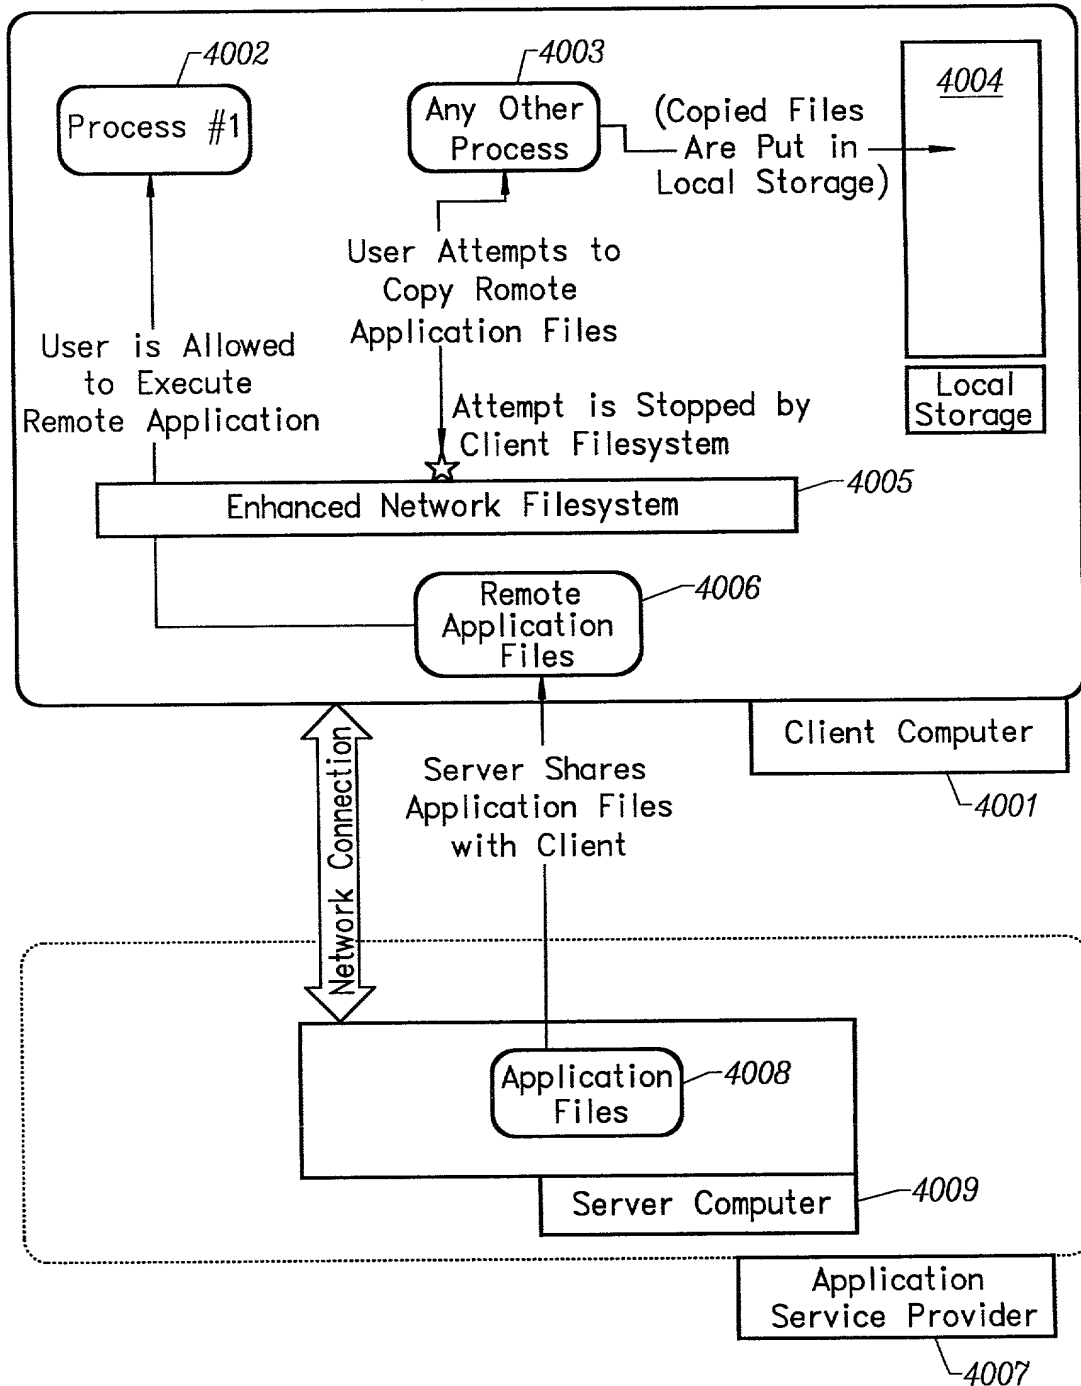 4002
Process #1
4003
Any Other
Process
(Copied Files
Are Put in
Local Storage)
4004
Local
Storage
User Attempts to
Copy Romote
Application Files
User is Allowed
to Execute
Remote Application
Attempt is Stopped by
Client Filesystem
4005
Enhanced Network Filesystem
4006
Remote
Application
Files
Client Computer
4001
Network Connection
Server Shares
Application Files
with Client
Application
Files
4008
Server Computer
4009
Application
Service Provider
4007